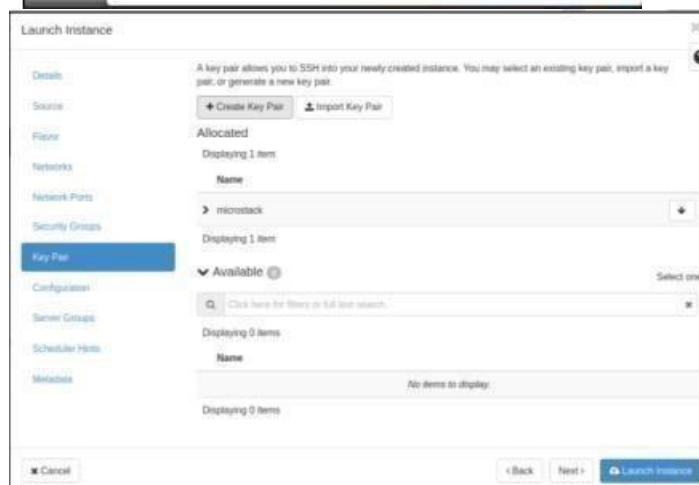 Launch Instance
Details
Source
Flavor
Networks
Network Ports
Security Groups
Key Pair
Configuration
Server Groups
Scheduler Hints
Metadata
A key pair allows you to SSH into your newly created instance. You may select an existing key pair, import a key
pair, or generate a new key pair.
Create Key Pair
Import Key Pair
Allocated
Displaying 1 item
Name
microstack
Displaying 1 item
Available 0
Select one
Click here for filters or full text search.
Displaying 0 items
Name
No items to display.
Displaying 0 items
Cancel
< Back
Next >
Launch Instance